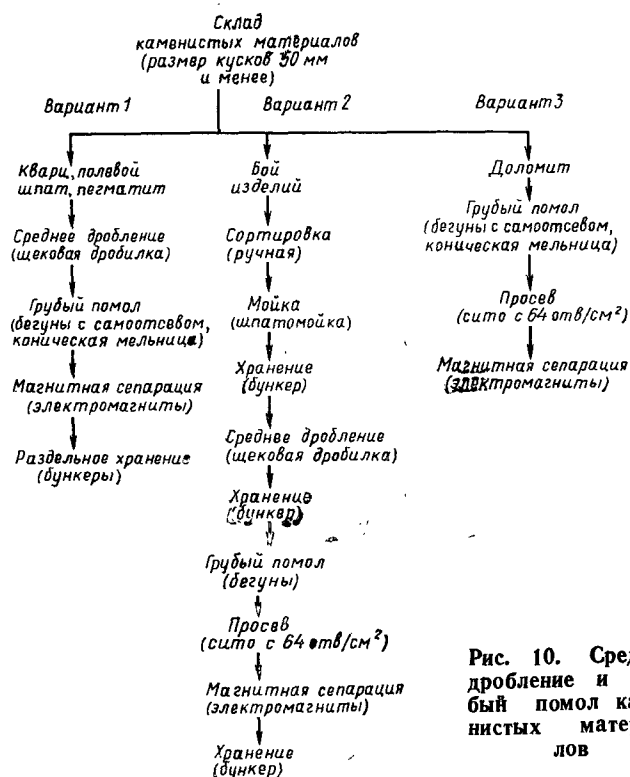 Склад
каменистых материалов
(размер кусков 50 мм
и менее)
Вариант 1
Вариант 2
Вариант 3
Кварц, полевой
шпат, пегматит
Среднее дробление
(щековая дробилка)
Грубый помол
(бегуны с самоотсевом,
коническая мельница)
Магнитная сепарация
(электромагниты)
Раздельное хранение
(бункеры)
Бой
изделий
Сортировка
(ручная)
Мойка
(шпатомойка)
Хранение
(бункер)
Среднее дробление
(щековая дробилка)
Хранение
(бункер)
Грубый помол
(бегуны)
Просев
(сито с 64 отв/см²)
Магнитная сепарация
(электромагниты)
Хранение
(бункер)
Доломит
Грубый помол
(бегуны с самоотсевом,
коническая мельница)
Просев
(сито с 64 отв/см²)
Магнитная сепарация
(электромагниты)
Рис. 10. Сред
дробление и
бый помол ка
нистых мате
лов